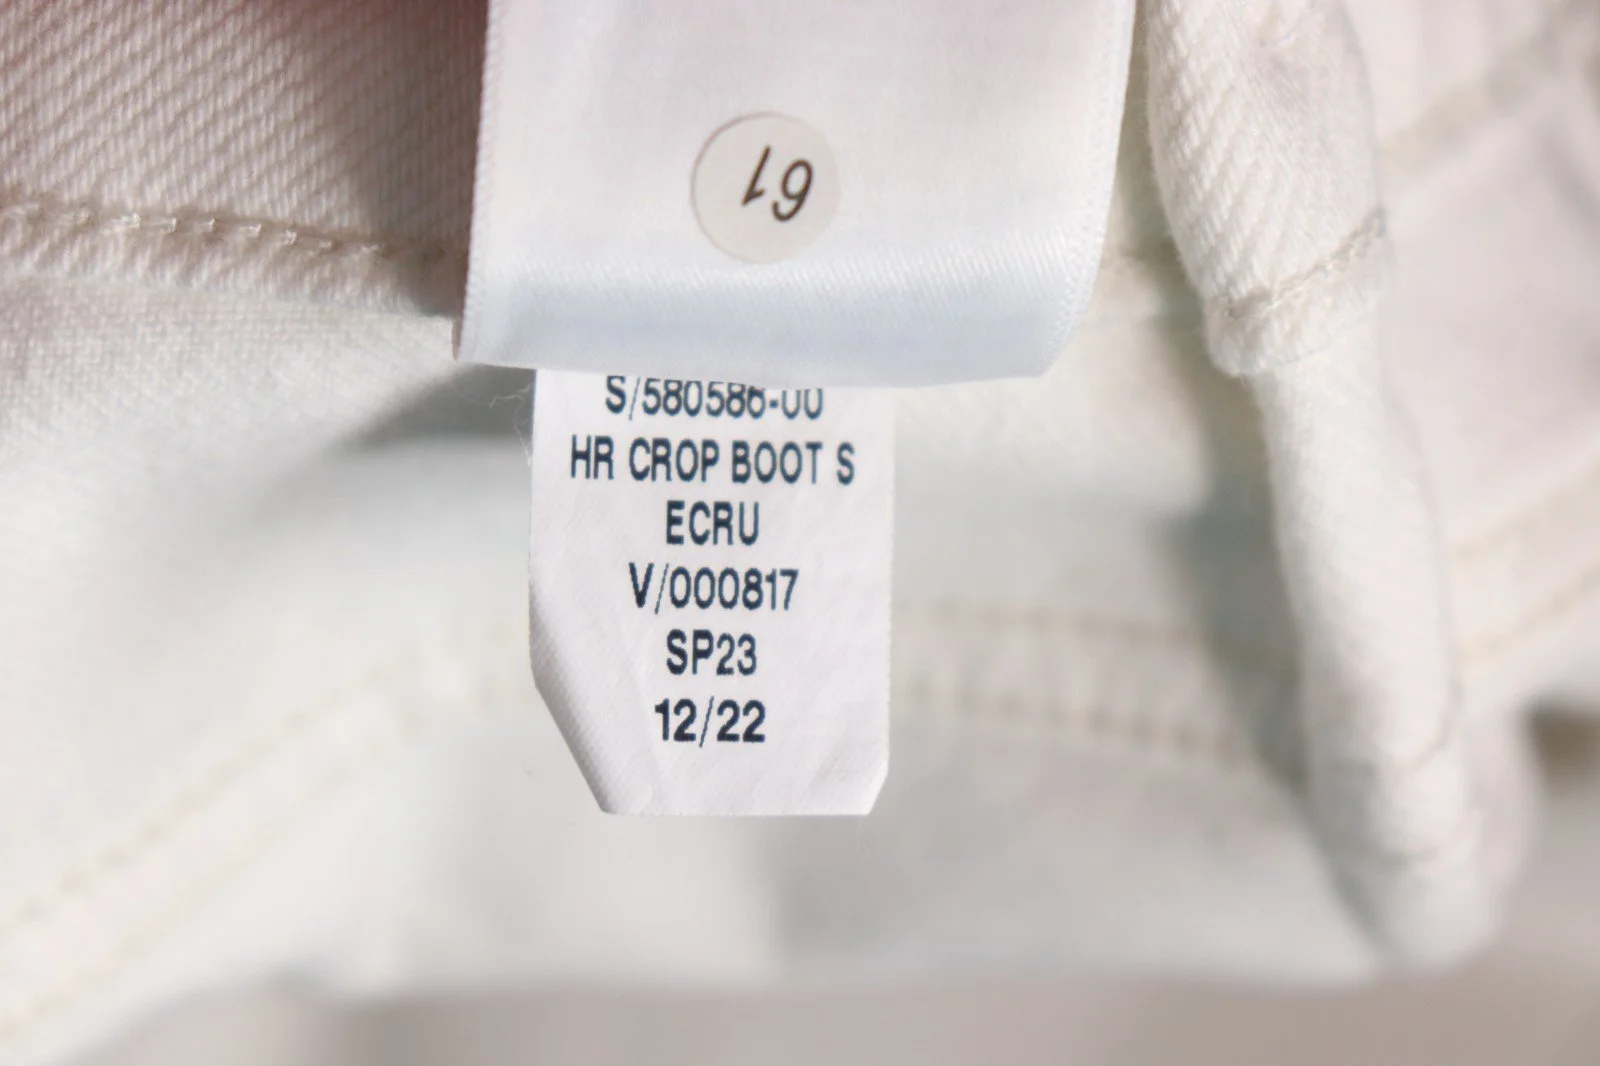 61
S/580586-00
HR CROP BOOT S
ECRU
V/000817
SP23
12/22